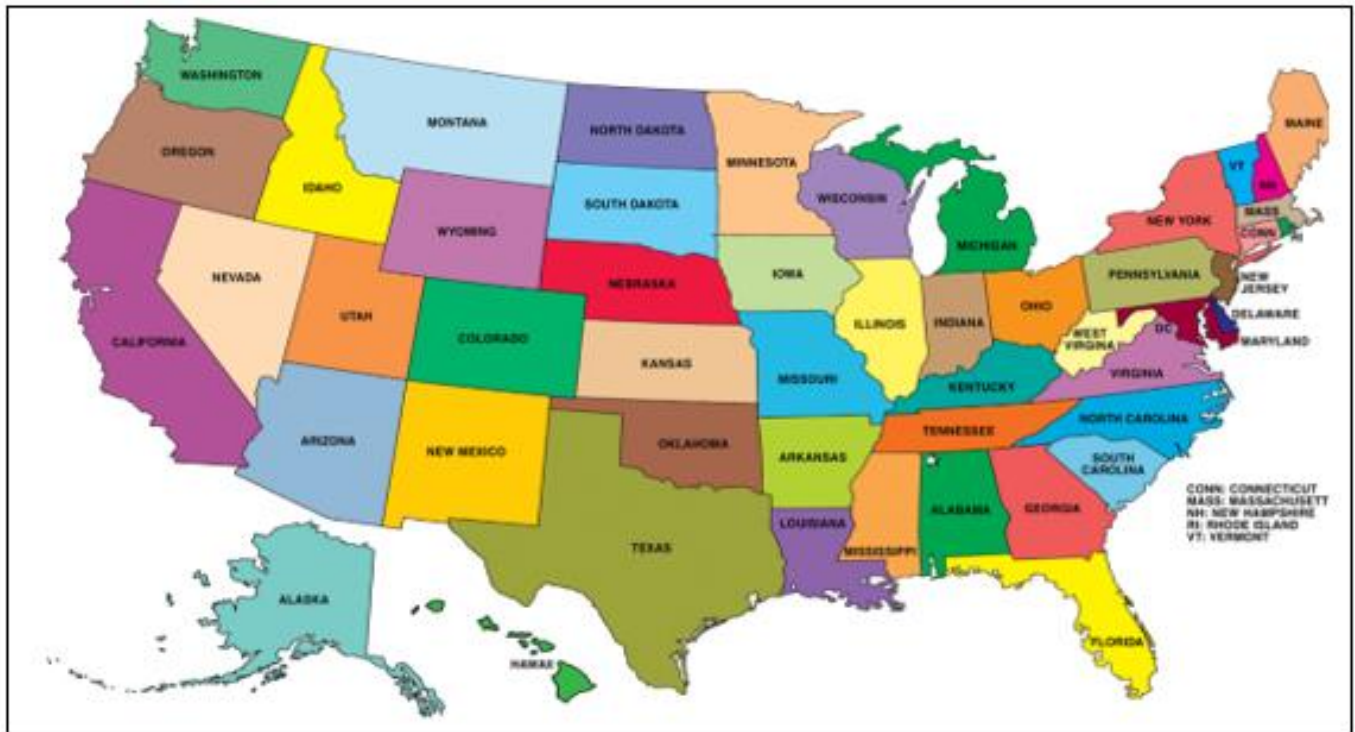 WASHINGTON
OREGON
CALIFORNIA
NEVADA
IDAHO
MONTANA
WYOMING
UTAH
COLORADO
ARIZONA
NEW MEXICO
NORTH DAKOTA
SOUTH DAKOTA
NEBRASKA
KANSAS
OKLAHOMA
TEXAS
MINNESOTA
IOWA
MISSOURI
ARKANSAS
LOUIANA
WISCONSIN
ILLINOIS
MICHIGAN
INDIANA
OHIO
KENTUCKY
TENNESSEE
MISSISSIPPI
ALABAMA
GEORGIA
FLORIDA
SOUTH
CAROLINA
NORTH CAROLINA
VIRGINIA
WEST
VIRGINA
DC
PENNSYLVANIA
NEW YORK
VT
NH
MAINE
MASS
CONN
RI
NEW
JERSEY
DELAWARE
MARYLAND
ALASKA
CONN: CONNECTICUT
MASS: MASSACHUSETT
NH: NEW HAMPSHIRE
RI: RHODE ISLAND
VT: VERMONT